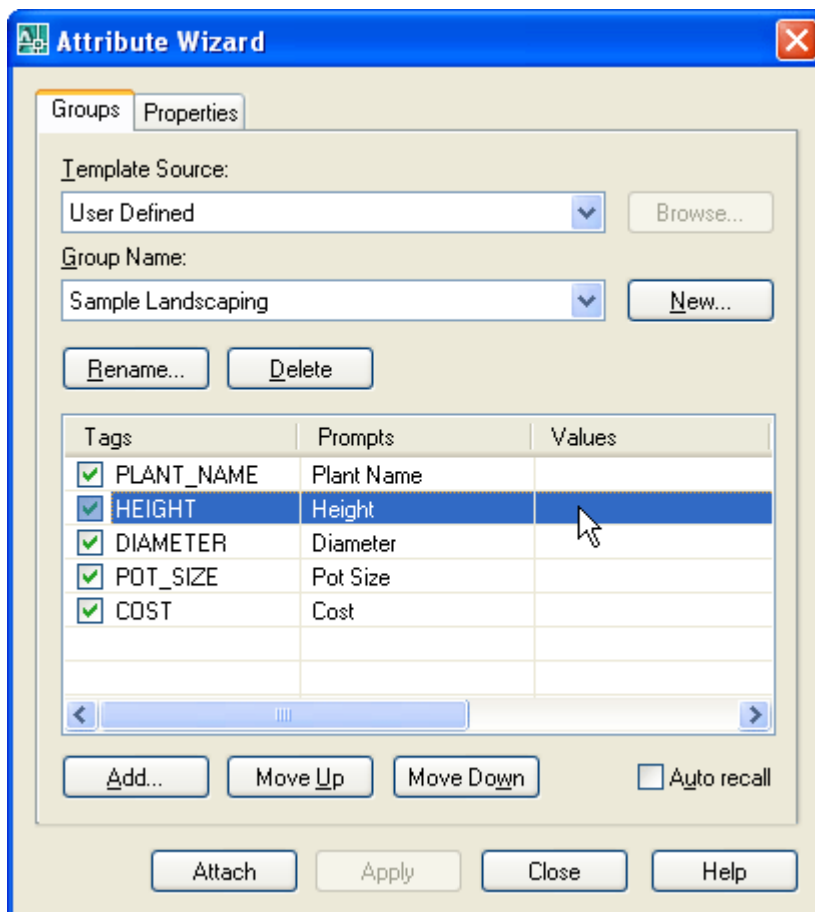 Attribute Wizard
Groups Properties
Template Source:
User Defined Browse...
Group Name:
Sample Landscaping New...
Rename... Delete
Tags Prompts Values
PLANT_NAME Plant Name
HEIGHT Height
DIAMETER Diameter
POT_SIZE Pot Size
COST Cost
Add... Move Up Move Down Auto recall
Attach Apply Close Help